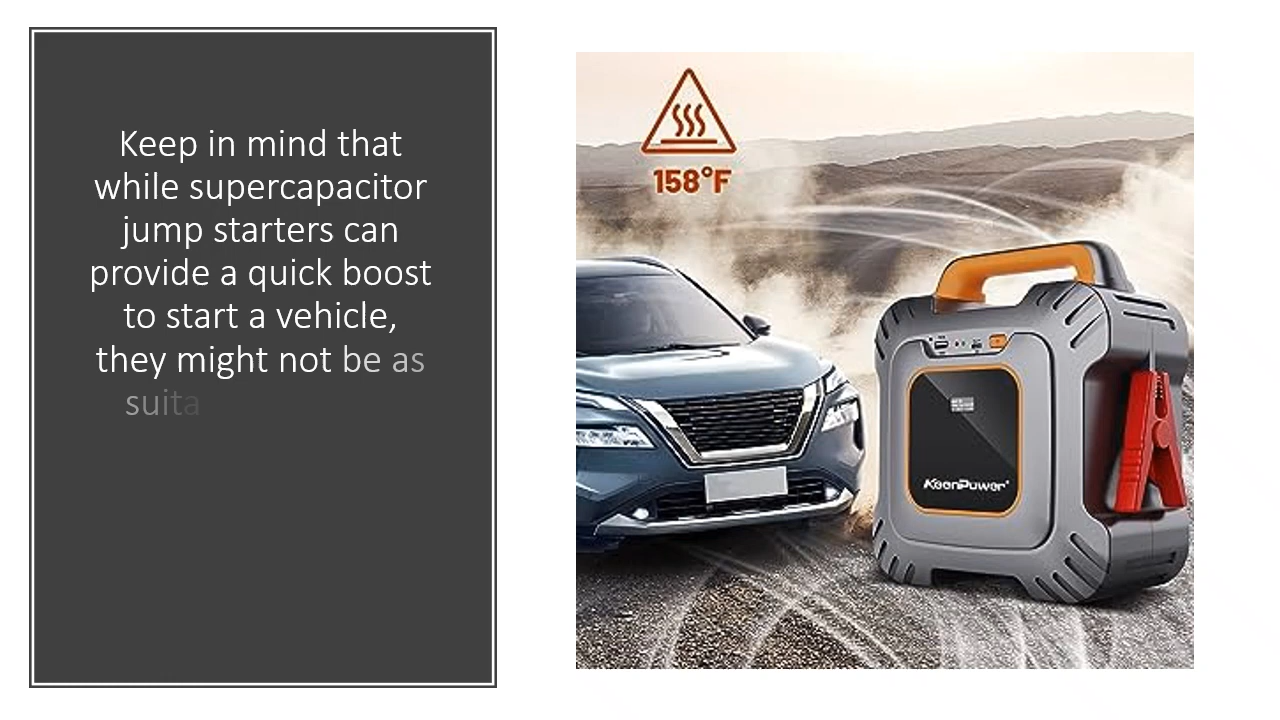 Keep in mind that
while supercapacitor
jump starters can
provide a quick boost
to start a vehicle,
they might not be as
suita
158°F
KeenPower